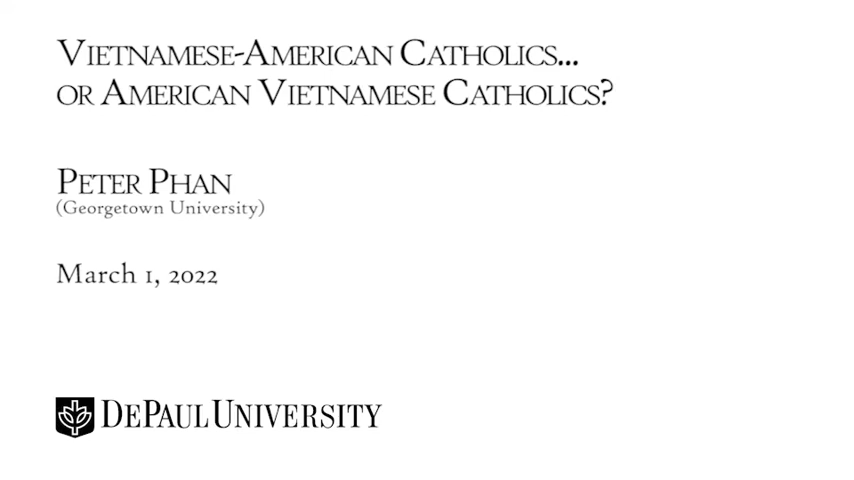 Vietnamese-American Catholics...
or American Vietnamese Catholics?
Peter Phan
(Georgetown University)
March 1, 2022
DePaul University